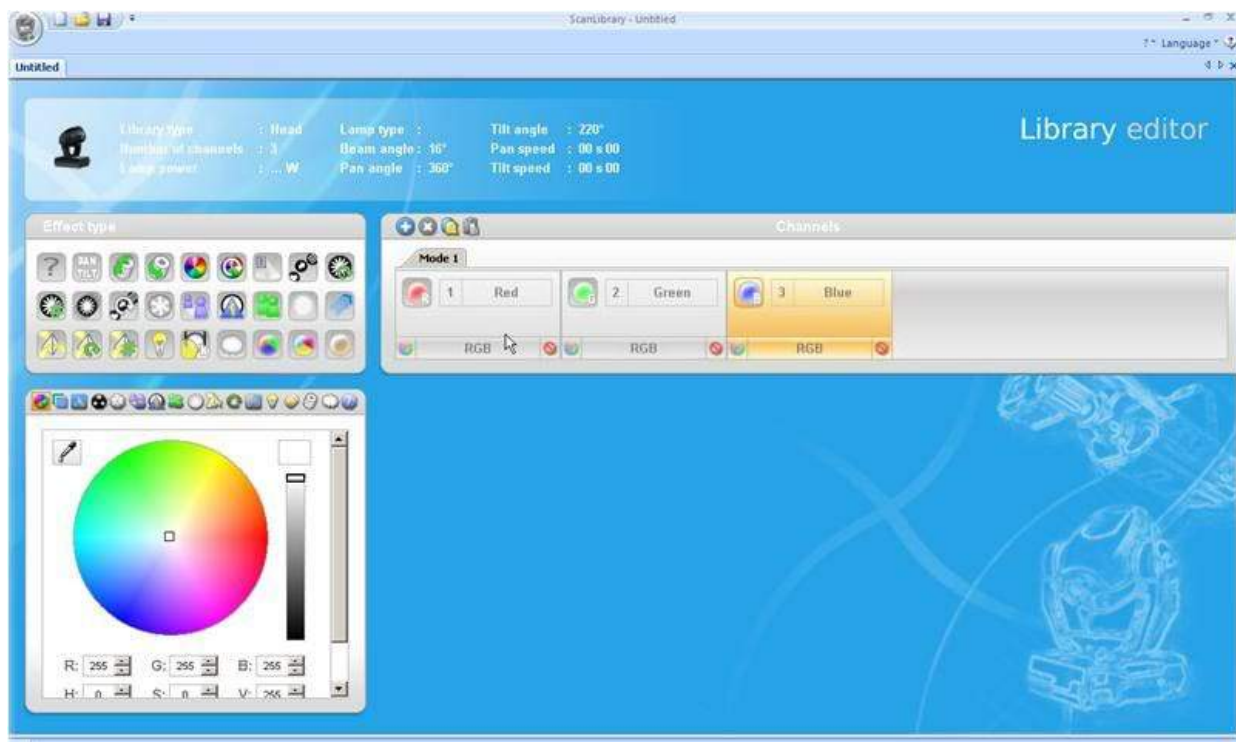 ScanLibrary - Untitled
? Language
Untitled
Library type : Head Lamp type : Tilt angle : 220°
Number of channels : 3 Beam angle : 16° Pan speed : 00 s 00
Lamp power : ... W Pan angle : 360° Tilt speed : 00 s 00
Library editor
Effect type
Channels
? PAN TILT
Mode 1
1 Red 2 Green 3 Blue
RGB RGB RGB
R: 255 G: 255 B: 255
H: 0 S: 0 V: 255